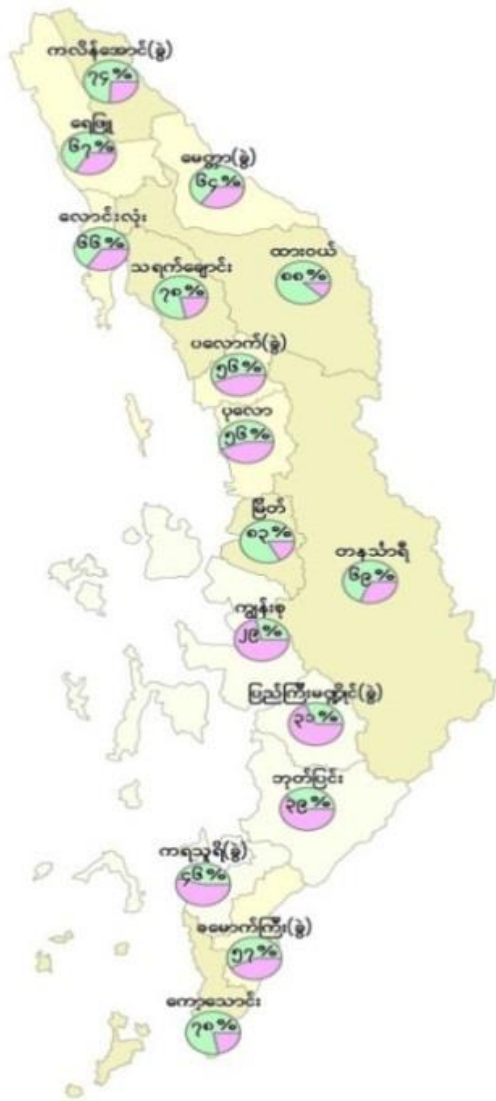 ကလိန်အောင်(ခွဲ)
၇၄%
ရေဖြူ
၆၇%
မေတ္တာ(ခွဲ)
၆၄%
လောင်းလုံး
၆၆%
သရက်ချောင်း
၇၈%
ထားဝယ်
၈၈%
ပလောက်(ခွဲ)
၅၆%
ပုလော
၅၆%
မြိတ်
၈၃%
တနင်္သာရီ
၆၉%
ကျွန်းစု
၂၉%
ပြည်ကြီးမဏ္ဍိုင်(ခွဲ)
၃၁%
ဘုတ်ပြင်း
၃၉%
ကရသူရိ(ခွဲ)
၄၆%
ခမောက်ကြီး(ခွဲ)
၅၇%
ကော့သောင်း
၇၈%